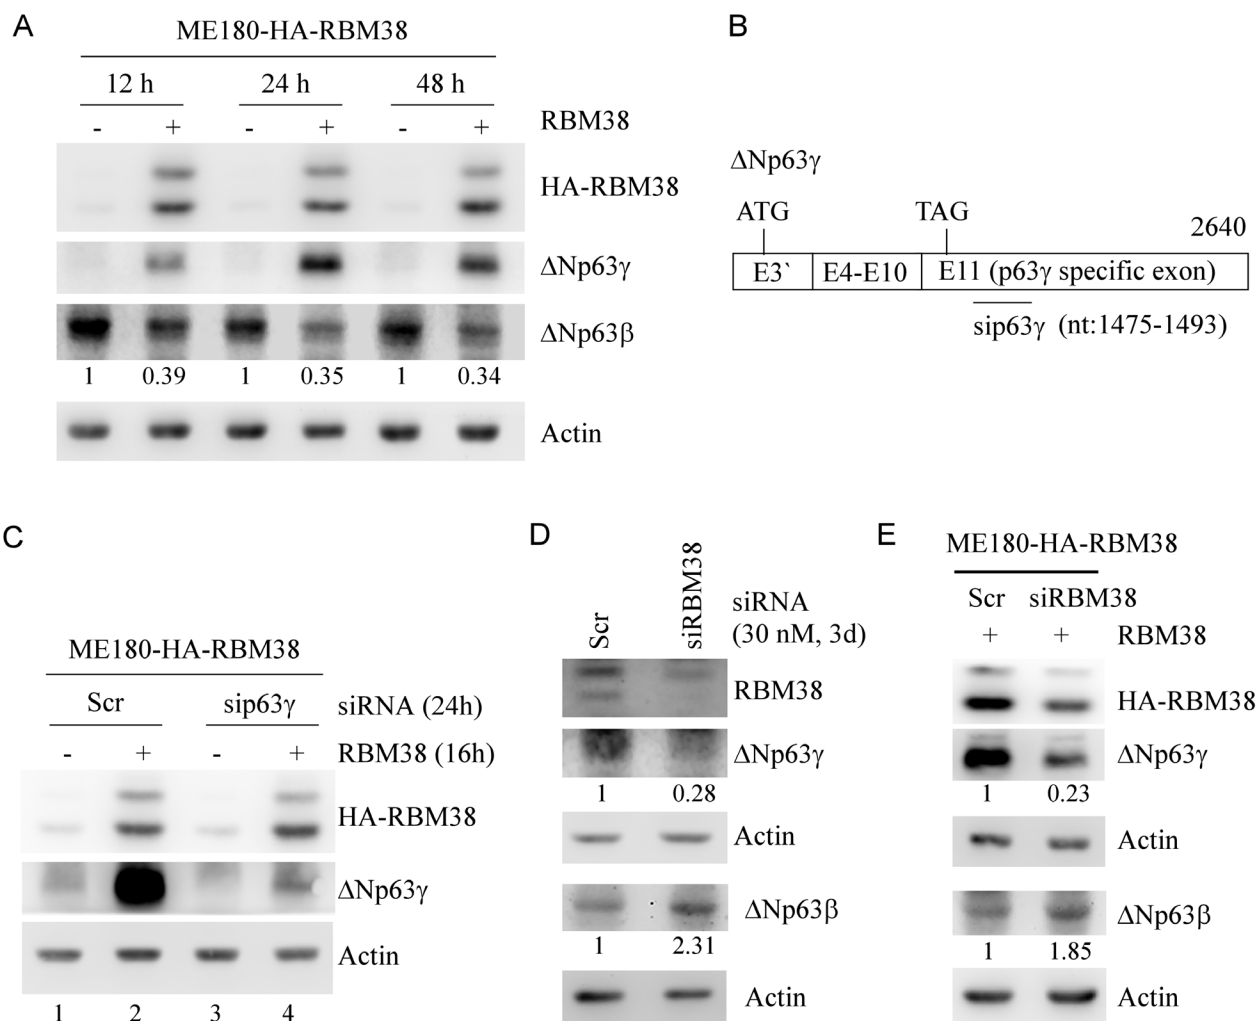 A
ME180-HA-RBM38
12 h 24 h 48 h
- + - + - + RBM38
HA-RBM38
ΔNp63γ
ΔNp63β
1 0.39 1 0.35 1 0.34
Actin
B
ΔNp63γ
ATG TAG
2640
E3` E4-E10 E11 (p63γ specific exon)
sip63γ (nt:1475-1493)
C
ME180-HA-RBM38
Scr sip63γ siRNA (24h)
- + - + RBM38 (16h)
HA-RBM38
ΔNp63γ
Actin
1 2 3 4
D
Scr siRBM38 siRNA
(30 nM, 3d)
RBM38
ΔNp63γ
1 0.28
Actin
ΔNp63β
1 2.31
Actin
E
ME180-HA-RBM38
Scr siRBM38
+ + RBM38
HA-RBM38
ΔNp63γ
1 0.23
Actin
ΔNp63β
1 1.85
Actin